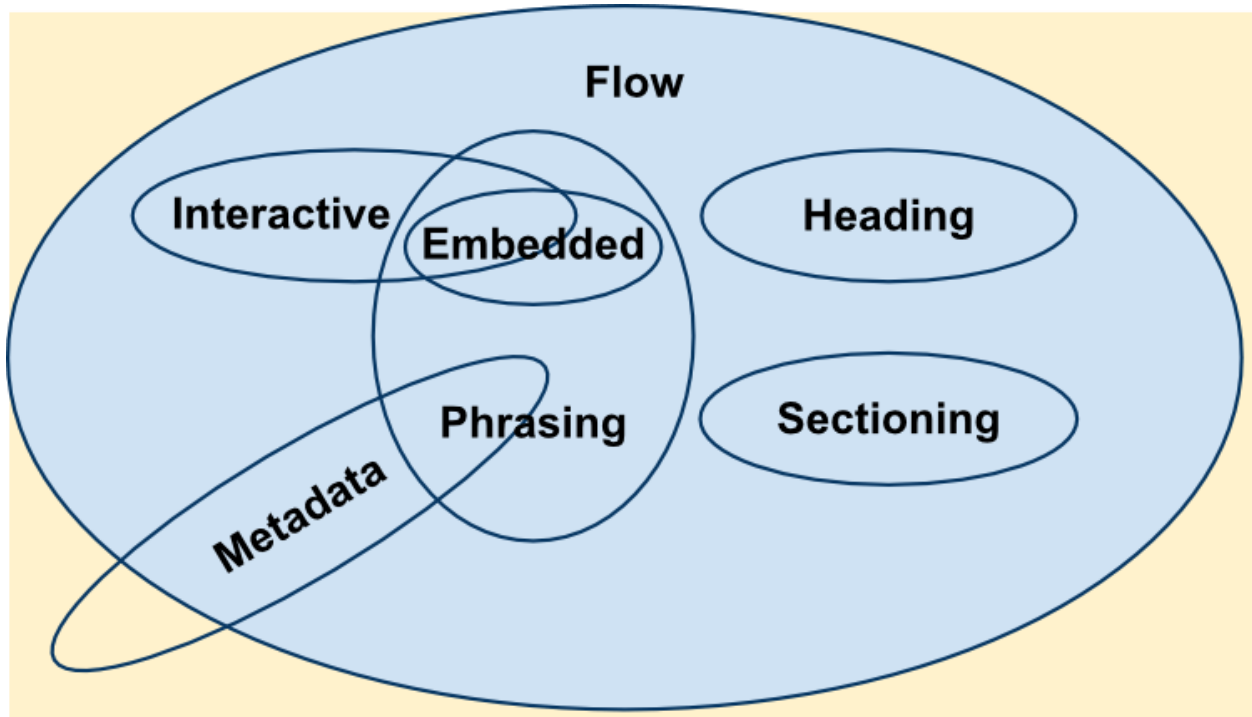 Flow
Interactive
Heading
Embedded
Phrasing
Sectioning
Metadata